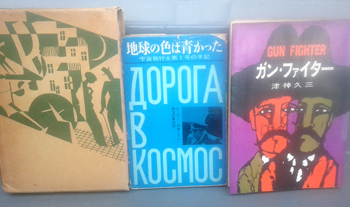 地球の色は青かった
宇宙飛行士第1号の手記
ДОРОГА
В
КОСМОС
GUN FIGHTER
ガン・ファイター
津神久三